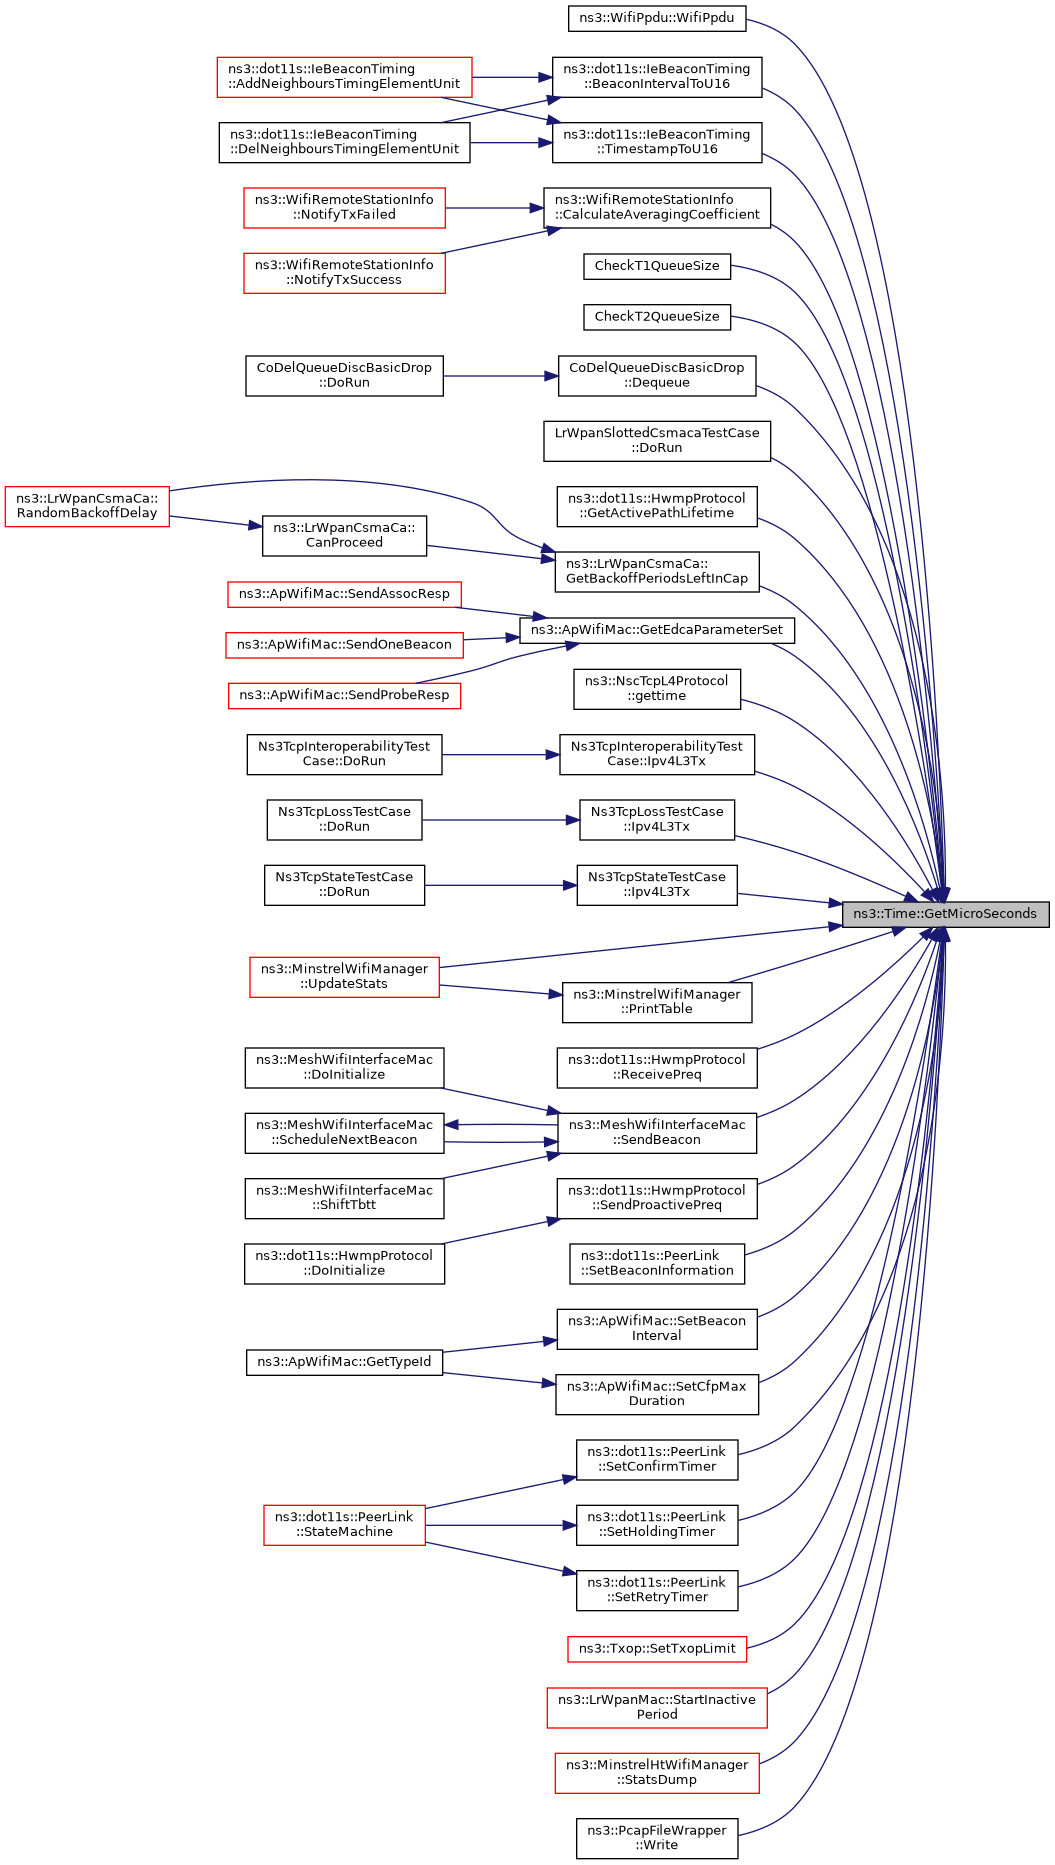 ns3::WifiPpdu::WifiPpdu
ns3::dot11s::IeBeaconTiming
::AddNeighboursTimingElementUnit
ns3::dot11s::IeBeaconTiming
::BeaconIntervalToU16
ns3::dot11s::IeBeaconTiming
::DelNeighboursTimingElementUnit
ns3::dot11s::IeBeaconTiming
::TimestampToU16
ns3::WifiRemoteStationInfo
::NotifyTxFailed
ns3::WifiRemoteStationInfo
::CalculateAveragingCoefficient
ns3::WifiRemoteStationInfo
::NotifyTxSuccess
CheckT1QueueSize
CheckT2QueueSize
CoDelQueueDiscBasicDrop
::DoRun
CoDelQueueDiscBasicDrop
::Dequeue
LrWpanSlottedCsmacaTestCase
::DoRun
ns3::LrWpanCsmaCa::
RandomBackoffDelay
ns3::dot11s::HwmpProtocol
::GetActivePathLifetime
ns3::LrWpanCsmaCa::
CanProceed
ns3::LrWpanCsmaCa::
GetBackoffPeriodsLeftInCap
ns3::ApWifiMac::SendAssocResp
ns3::ApWifiMac::GetEdcaParameterSet
ns3::ApWifiMac::SendOneBeacon
ns3::ApWifiMac::SendProbeResp
ns3::NscTcpL4Protocol
::gettime
Ns3TcpInteroperabilityTest
Case::DoRun
Ns3TcpInteroperabilityTest
Case::Ipv4L3Tx
Ns3TcpLossTestCase
::DoRun
Ns3TcpLossTestCase
::Ipv4L3Tx
Ns3TcpStateTestCase
::DoRun
Ns3TcpStateTestCase
::Ipv4L3Tx
ns3::Time::GetMicroSeconds
ns3::MinstrelWifiManager
::UpdateStats
ns3::MinstrelWifiManager
::PrintTable
ns3::MeshWifiInterfaceMac
::DoInitialize
ns3::dot11s::HwmpProtocol
::ReceivePreq
ns3::MeshWifiInterfaceMac
::ScheduleNextBeacon
ns3::MeshWifiInterfaceMac
::SendBeacon
ns3::MeshWifiInterfaceMac
::ShiftTbtt
ns3::dot11s::HwmpProtocol
::SendProactivePreq
ns3::dot11s::HwmpProtocol
::DoInitialize
ns3::dot11s::PeerLink
::SetBeaconInformation
ns3::ApWifiMac::SetBeacon
Interval
ns3::ApWifiMac::GetTypeId
ns3::ApWifiMac::SetCfpMax
Duration
ns3::dot11s::PeerLink
::SetConfirmTimer
ns3::dot11s::PeerLink
::StateMachine
ns3::dot11s::PeerLink
::SetHoldingTimer
ns3::dot11s::PeerLink
::SetRetryTimer
ns3::Txop::SetTxopLimit
ns3::LrWpanMac::StartInactive
Period
ns3::MinstrelHtWifiManager
::StatsDump
ns3::PcapFileWrapper
::Write